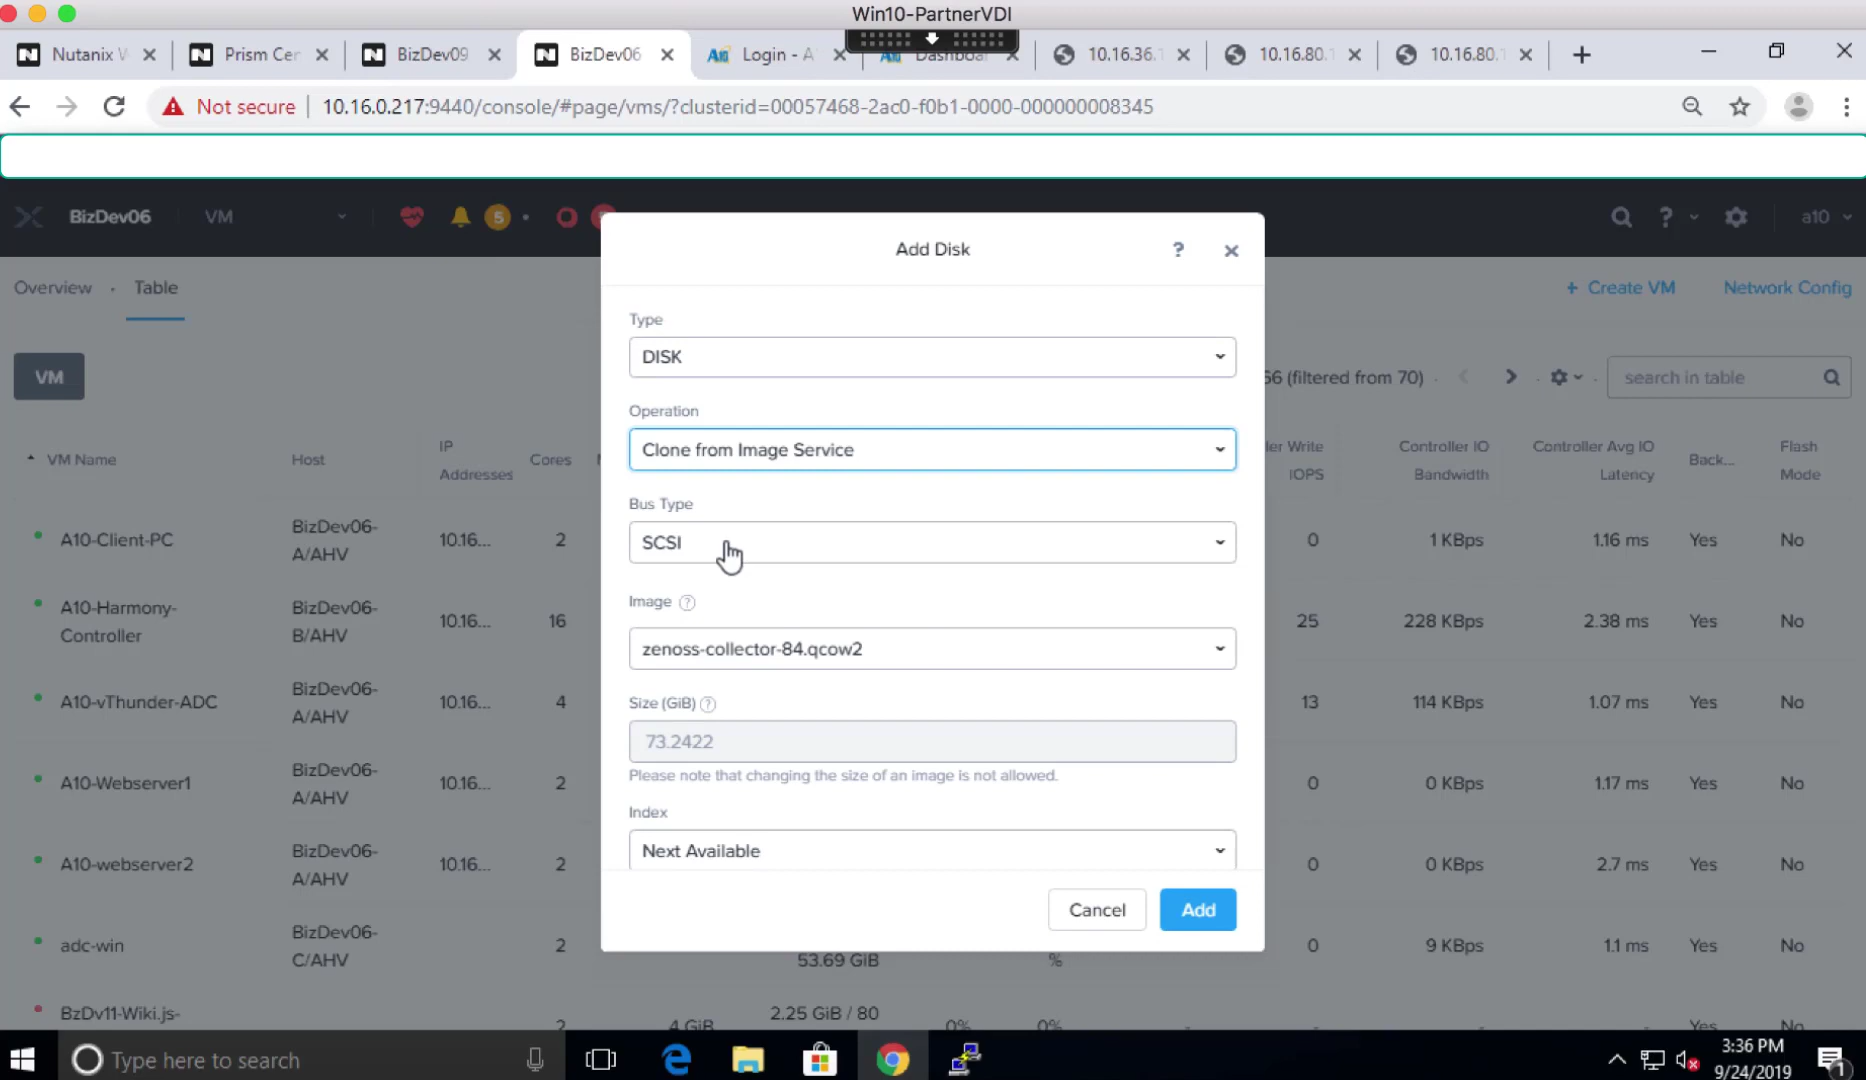 Win10-PartnerVDI
Nutanix
Prism Cen
BizDev09
BizDev06
Login - A
Dashboa
10.16.36.1
10.16.80.1
10.16.80.
Not secure
10.16.0.217:9440/console/#page/vms/?clusterid=00057468-2ac0-f0b1-0000-000000008345
BizDev06
VM
5
?
a10
Add Disk
?
Overview
Table
+ Create VM
Network Config
VM
66 (filtered from 70)
search in table
Type
DISK
Operation
Clone from Image Service
Bus Type
SCSI
Image ?
zenoss-collector-84.qcow2
Size (GiB) ?
73.2422
Please note that changing the size of an image is not allowed.
Index
Next Available
Cancel
Add
VM Name
Host
IP Addresses
Cores
ler Write IOPS
Controller IO Bandwidth
Controller Avg IO Latency
Back...
Flash Mode
A10-Client-PC
BizDev06-A/AHV
10.16...
2
0
1 KBps
1.16 ms
Yes
No
A10-Harmony-Controller
BizDev06-B/AHV
10.16...
16
25
228 KBps
2.38 ms
Yes
No
A10-vThunder-ADC
BizDev06-A/AHV
10.16...
4
13
114 KBps
1.07 ms
Yes
No
A10-Webserver1
BizDev06-A/AHV
10.16...
2
0
0 KBps
1.17 ms
Yes
No
A10-webserver2
BizDev06-A/AHV
10.16...
2
0
0 KBps
2.7 ms
Yes
No
adc-win
BizDev06-C/AHV
2
53.69 GiB
%
0
9 KBps
1.1 ms
Yes
No
BzDv11-Wiki.js-
2
4 GiB
2.25 GiB / 80
0%
0%
-
-
-
Yes
No
Type here to search
3:36 PM
9/24/2019
1